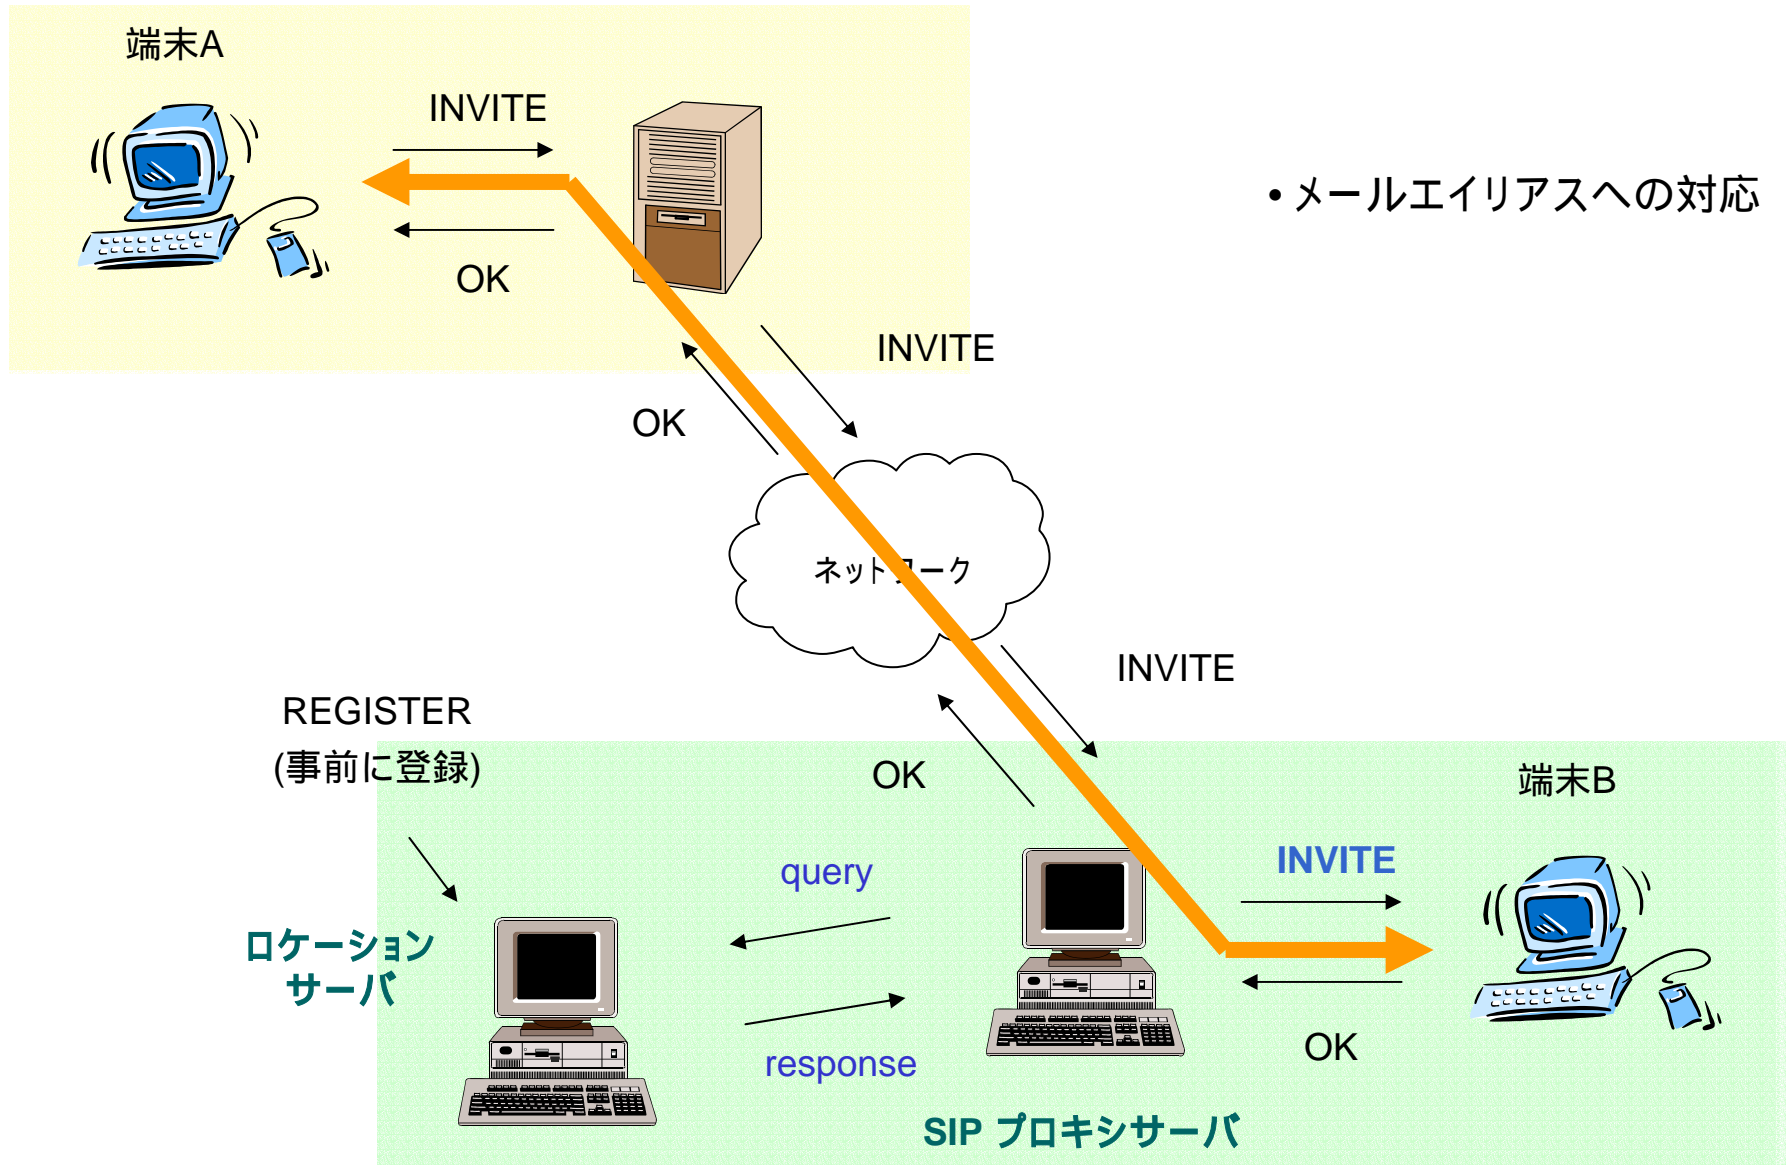 端末A
INVITE
•メールエイリアスへの対応
OK
INVITE
OK
ネットワーク
INVITE
REGISTER
(事前に登録)
OK
端末B
query
INVITE
ロケーション
サーバ
response
OK
SIP プロキシサーバ